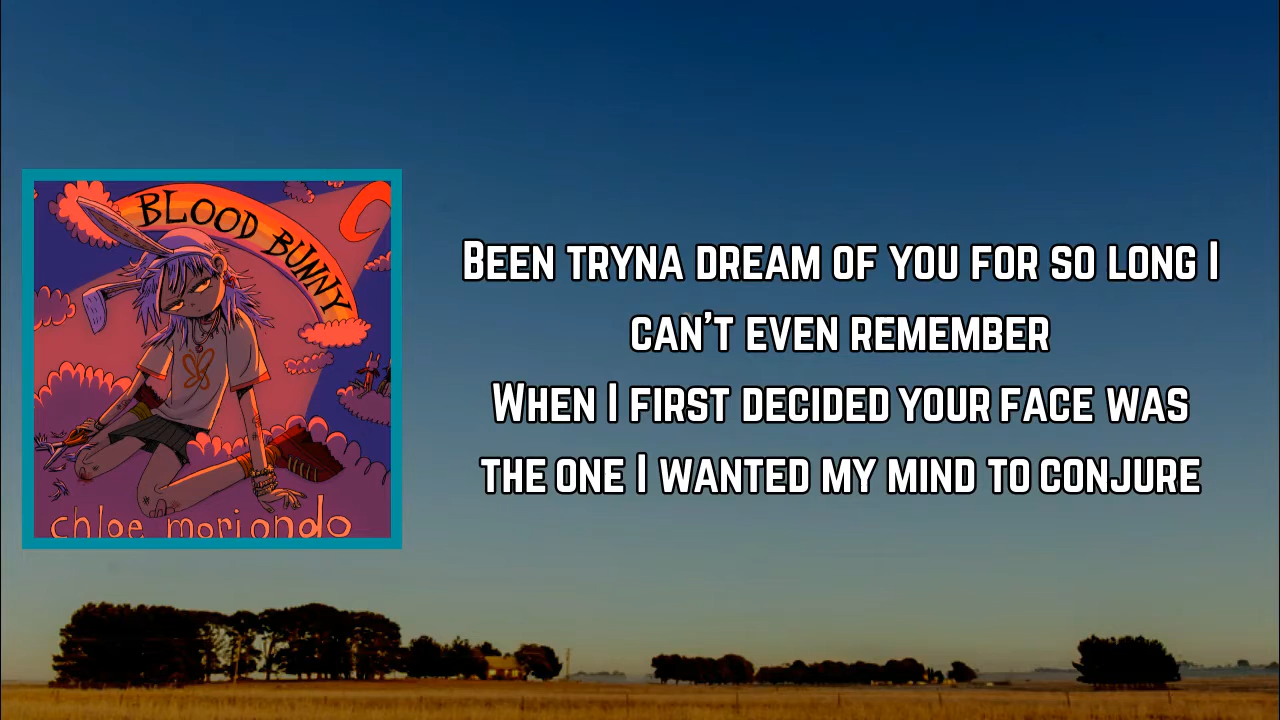 BLOOD BUNNY
chloe moriondo
BEEN TRYNA DREAM OF YOU FOR SO LONG I
CAN'T EVEN REMEMBER
WHEN I FIRST DECIDED YOUR FACE WAS
THE ONE I WANTED MY MIND TO CONJURE